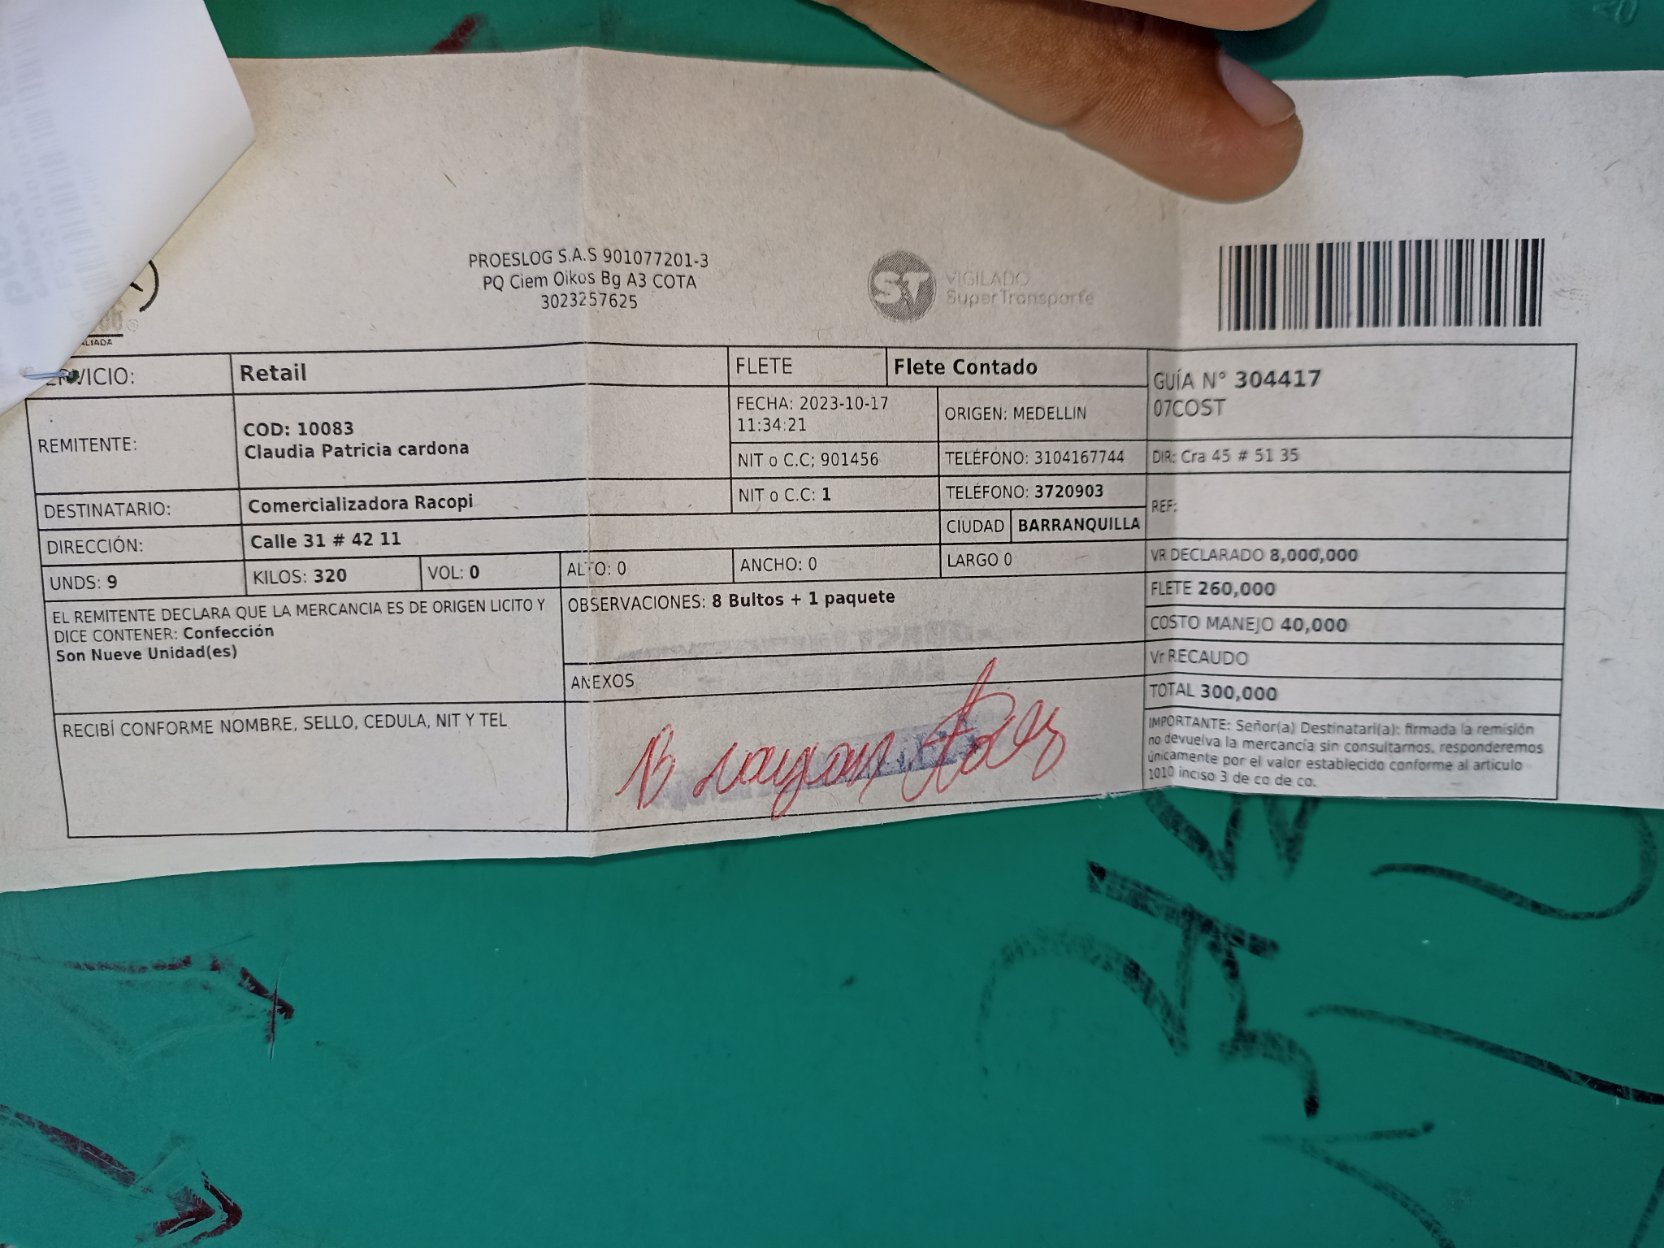 PROESLOG S.A.S 901077201-3
PQ Ciem Oikos Bg A3 COTA
3023257625
ST VIGILADO
SuperTransporte
LIADA
SERVICIO: Retail
FLETE Flete Contado
GUÍA N° 304417
07COST
REMITENTE: COD: 10083
Claudia Patricia cardona
FECHA: 2023-10-17
11:34:21
ORIGEN: MEDELLIN
NIT o C.C: 901456
TELÉFONO: 3104167744
DIR: Cra 45 # 51 35
DESTINATARIO: Comercializadora Racopi
NIT o C.C: 1
TELÉFONO: 3720903
REF:
DIRECCIÓN: Calle 31 # 42 11
CIUDAD BARRANQUILLA
UNDS: 9
KILOS: 320
VOL: 0
ALTO: 0
ANCHO: 0
LARGO 0
VR DECLARADO 8,000,000
FLETE 260,000
COSTO MANEJO 40,000
Vr RECAUDO
TOTAL 300,000
EL REMITENTE DECLARA QUE LA MERCANCIA ES DE ORIGEN LICITO Y
DICE CONTENER: Confección
Son Nueve Unidad(es)
OBSERVACIONES: 8 Bultos + 1 paquete
ANEXOS
RECIBÍ CONFORME NOMBRE, SELLO, CEDULA, NIT Y TEL
IMPORTANTE: Señor(a) Destinatari(a): firmada la remisión
no devuelva la mercancía sin consultarnos, responderemos
únicamente por el valor establecido conforme al articulo
1010 inciso 3 de co de co.